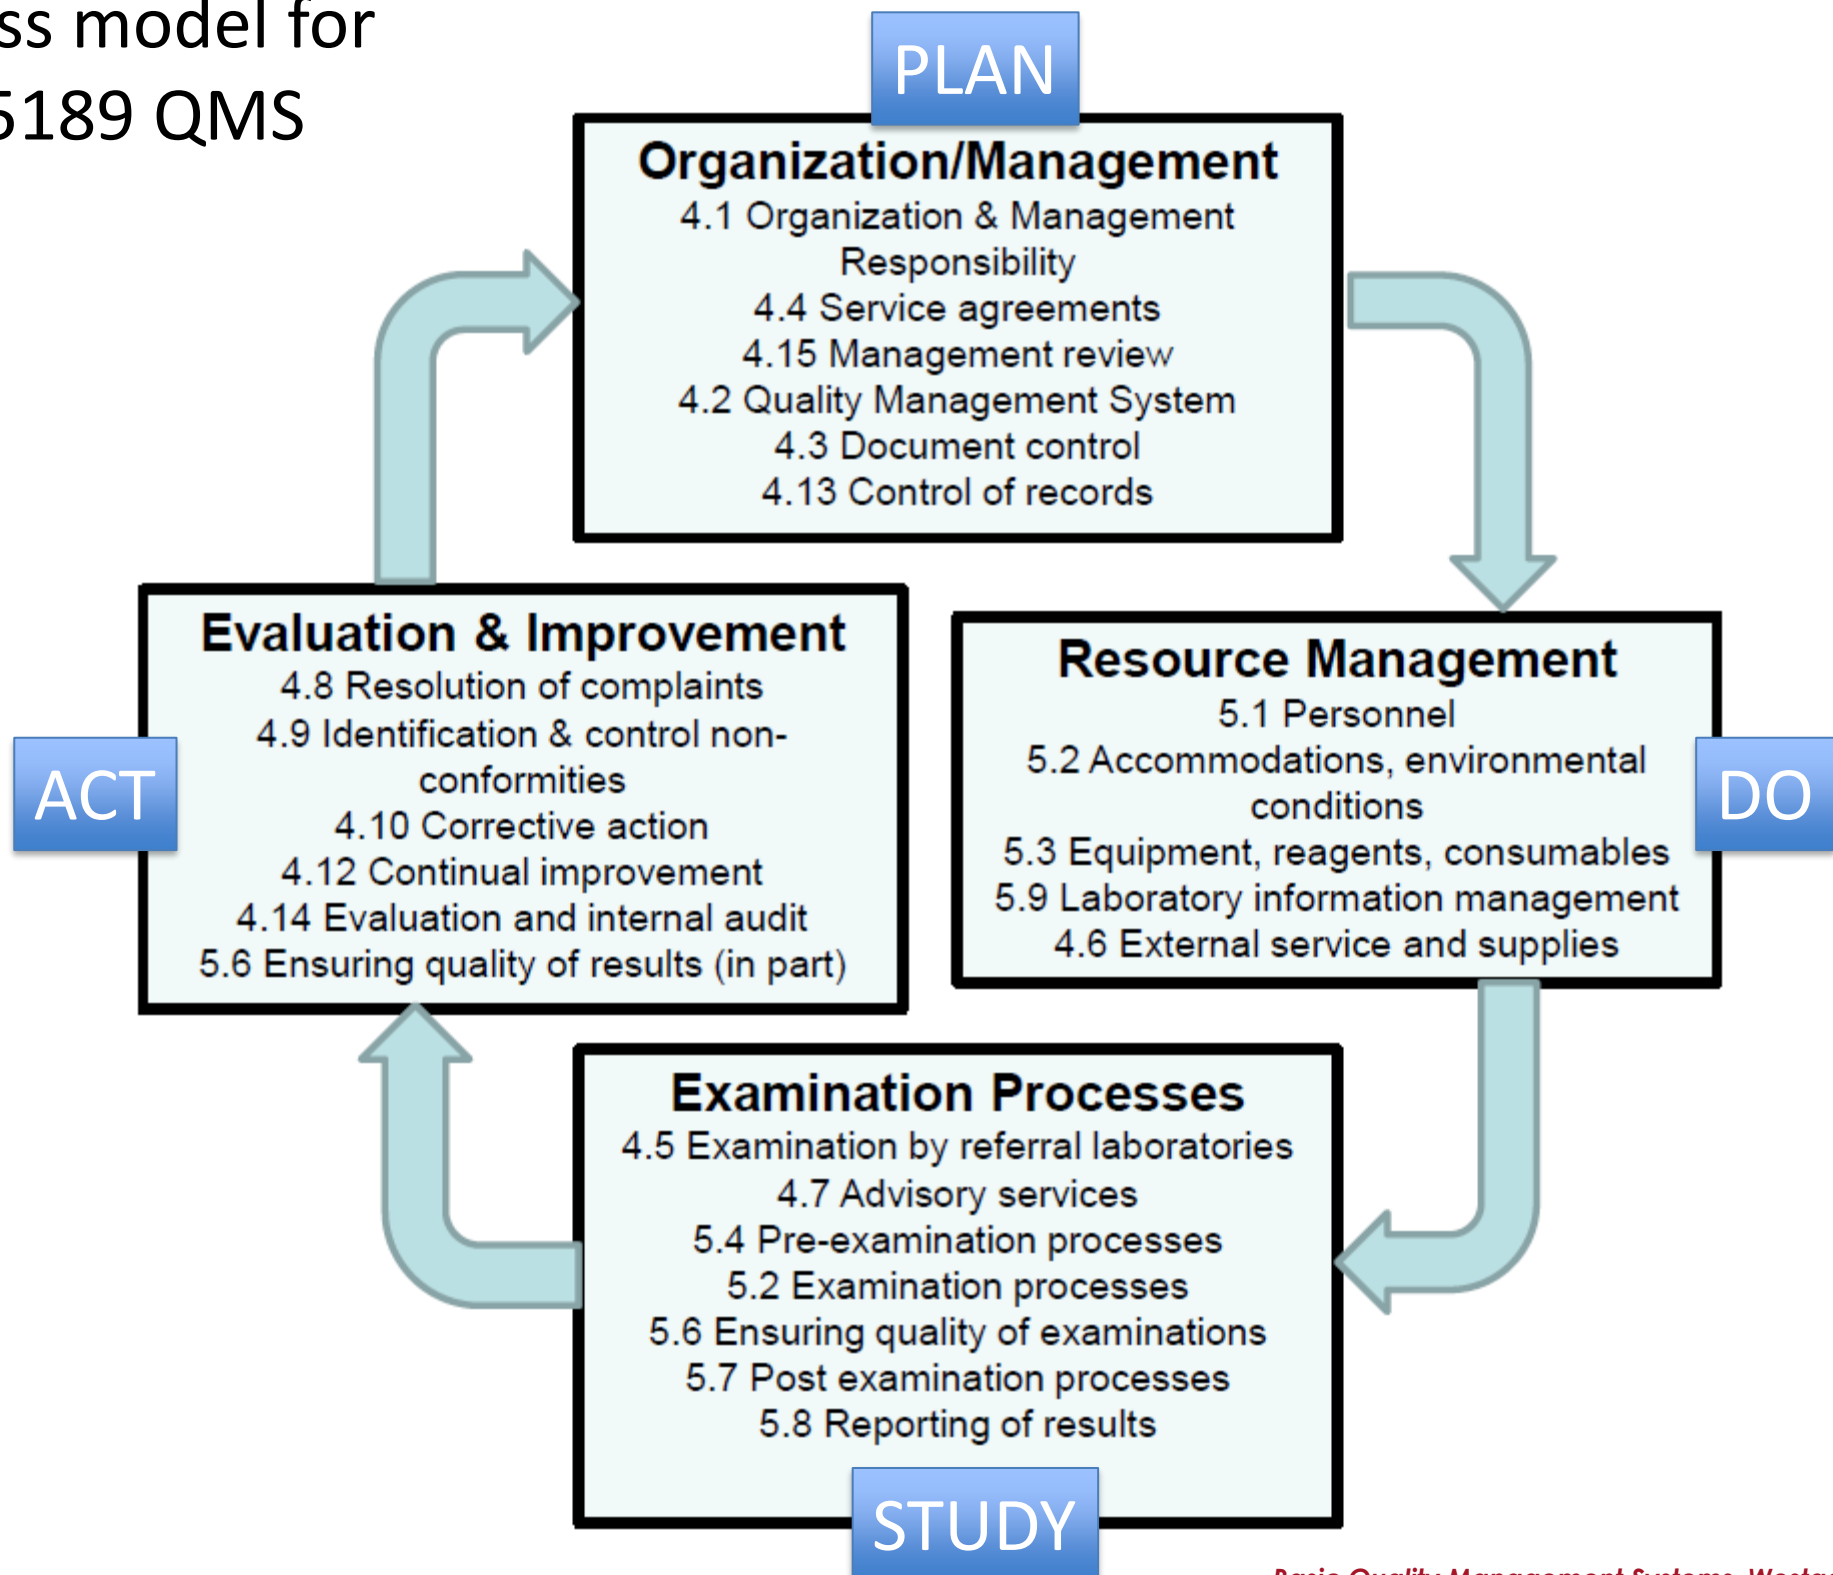 ss model for
5189 QMS
PLAN
Organization/Management
4.1 Organization & Management
Responsibility
4.4 Service agreements
4.15 Management review
4.2 Quality Management System
4.3 Document control
4.13 Control of records
Evaluation & Improvement
4.8 Resolution of complaints
4.9 Identification & control non-
conformities
4.10 Corrective action
4.12 Continual improvement
4.14 Evaluation and internal audit
5.6 Ensuring quality of results (in part)
ACT
Resource Management
5.1 Personnel
5.2 Accommodations, environmental
conditions
5.3 Equipment, reagents, consumables
5.9 Laboratory information management
4.6 External service and supplies
DO
Examination Processes
4.5 Examination by referral laboratories
4.7 Advisory services
5.4 Pre-examination processes
5.2 Examination processes
5.6 Ensuring quality of examinations
5.7 Post examination processes
5.8 Reporting of results
STUDY
Basic Quality Management Systems,